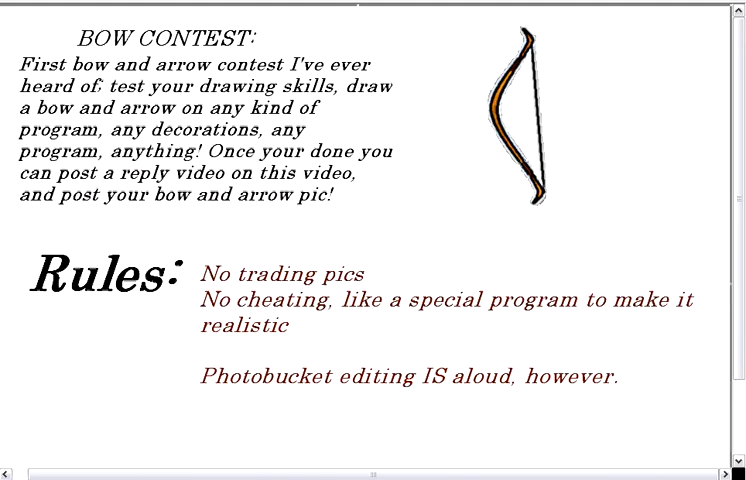 BOW CONTEST:
First bow and arrow contest I've ever
heard of; test your drawing skills, draw
a bow and arrow on any kind of
program, any decorations, any
program, anything! Once your done you
can post a reply video on this video,
and post your bow and arrow pic!
Rules:
No trading pics
No cheating, like a special program to make it
realistic
Photobucket editing IS aloud, however.